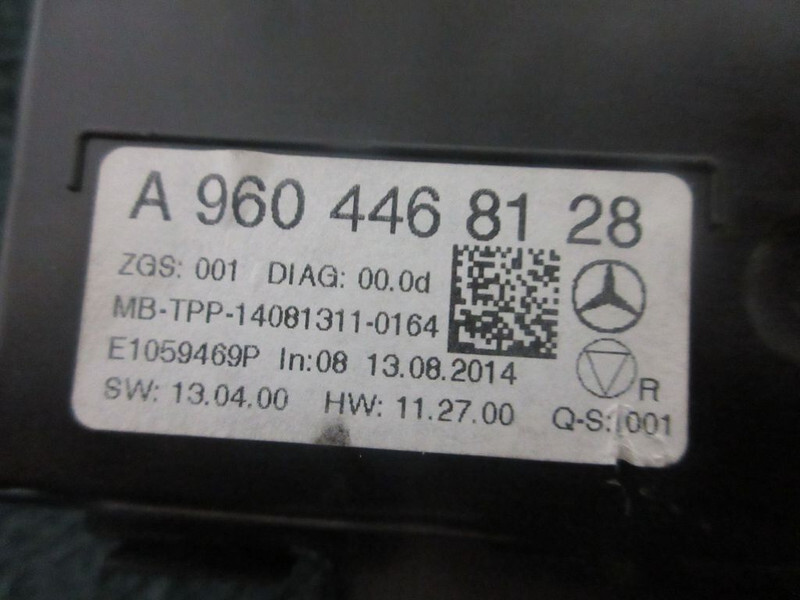 A 960 446 81 28
ZGS: 001 DIAG: 00.0d
MB-TPP-14081311-0164
E1059469P In:08 13.08.2014
R
SW: 13.04.00 HW: 11.27.00 Q-S: 001